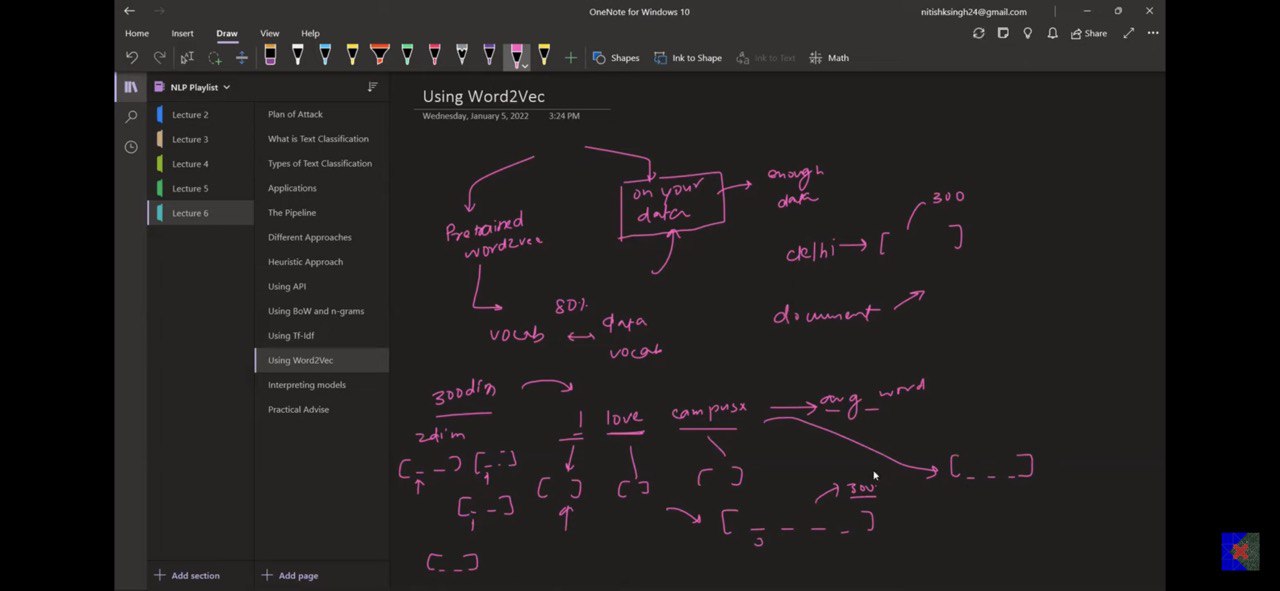 OneNote for Windows 10
nitishksingh24@gmail.com
Home Insert Draw View Help
Share
Shapes Ink to Shape Ink to Text Math
NLP Playlist
Lecture 2
Lecture 3
Lecture 4
Lecture 5
Lecture 6
Plan of Attack
What is Text Classification
Types of Text Classification
Applications
The Pipeline
Different Approaches
Heuristic Approach
Using API
Using BoW and n-grams
Using Tf-Idf
Using Word2Vec
Interpreting models
Practical Advise
Add section
Add page
Using Word2Vec
Wednesday, January 5, 2022 3:24 PM
Pretrained
word2vec
on your
data
enough
data
300
delhi → [ ]
document
80%
vocab ↔ data
vocab
300dim
2dim
I love campusx → avg word
[ _ _ ] [ _ - ]
[ _ _ ]
[ _ _ ]
[ ] [ ] [ ]
[ _ _ _ _ ]
300
[ _ _ _ ]